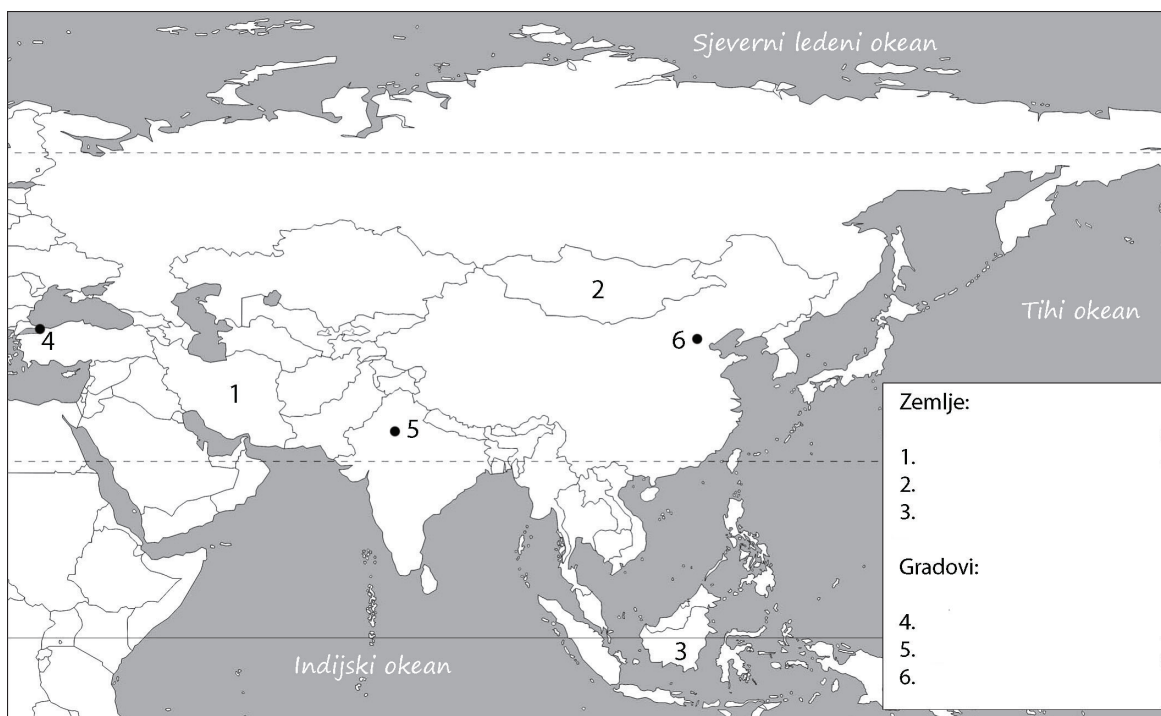 Sjeverni ledeni okean
2
Tihi okean
4
6
1
5
3
Indijski okean
Zemlje:
1.
2.
3.
Gradovi:
4.
5.
6.